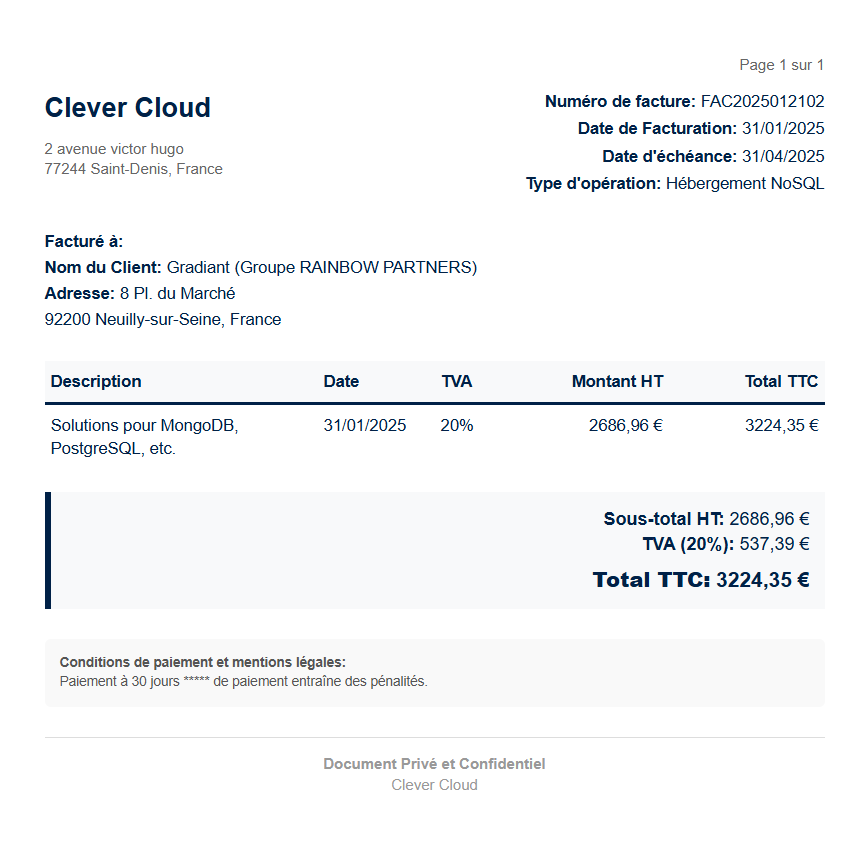 Page 1 sur 1
Clever Cloud
2 avenue victor hugo
77244 Saint-Denis, France
Numéro de facture: FAC2025012102
Date de Facturation: 31/01/2025
Date d'échéance: 31/04/2025
Type d'opération: Hébergement NoSQL
Facturé à:
Nom du Client: Gradiant (Groupe RAINBOW PARTNERS)
Adresse: 8 Pl. du Marché
92200 Neuilly-sur-Seine, France
Description Date TVA Montant HT Total TTC
Solutions pour MongoDB, 31/01/2025 20% 2686,96 € 3224,35 €
PostgreSQL, etc.
Sous-total HT: 2686,96 €
TVA (20%): 537,39 €
Total TTC: 3224,35 €
Conditions de paiement et mentions légales:
Paiement à 30 jours ***** de paiement entraîne des pénalités.
Document Privé et Confidentiel
Clever Cloud